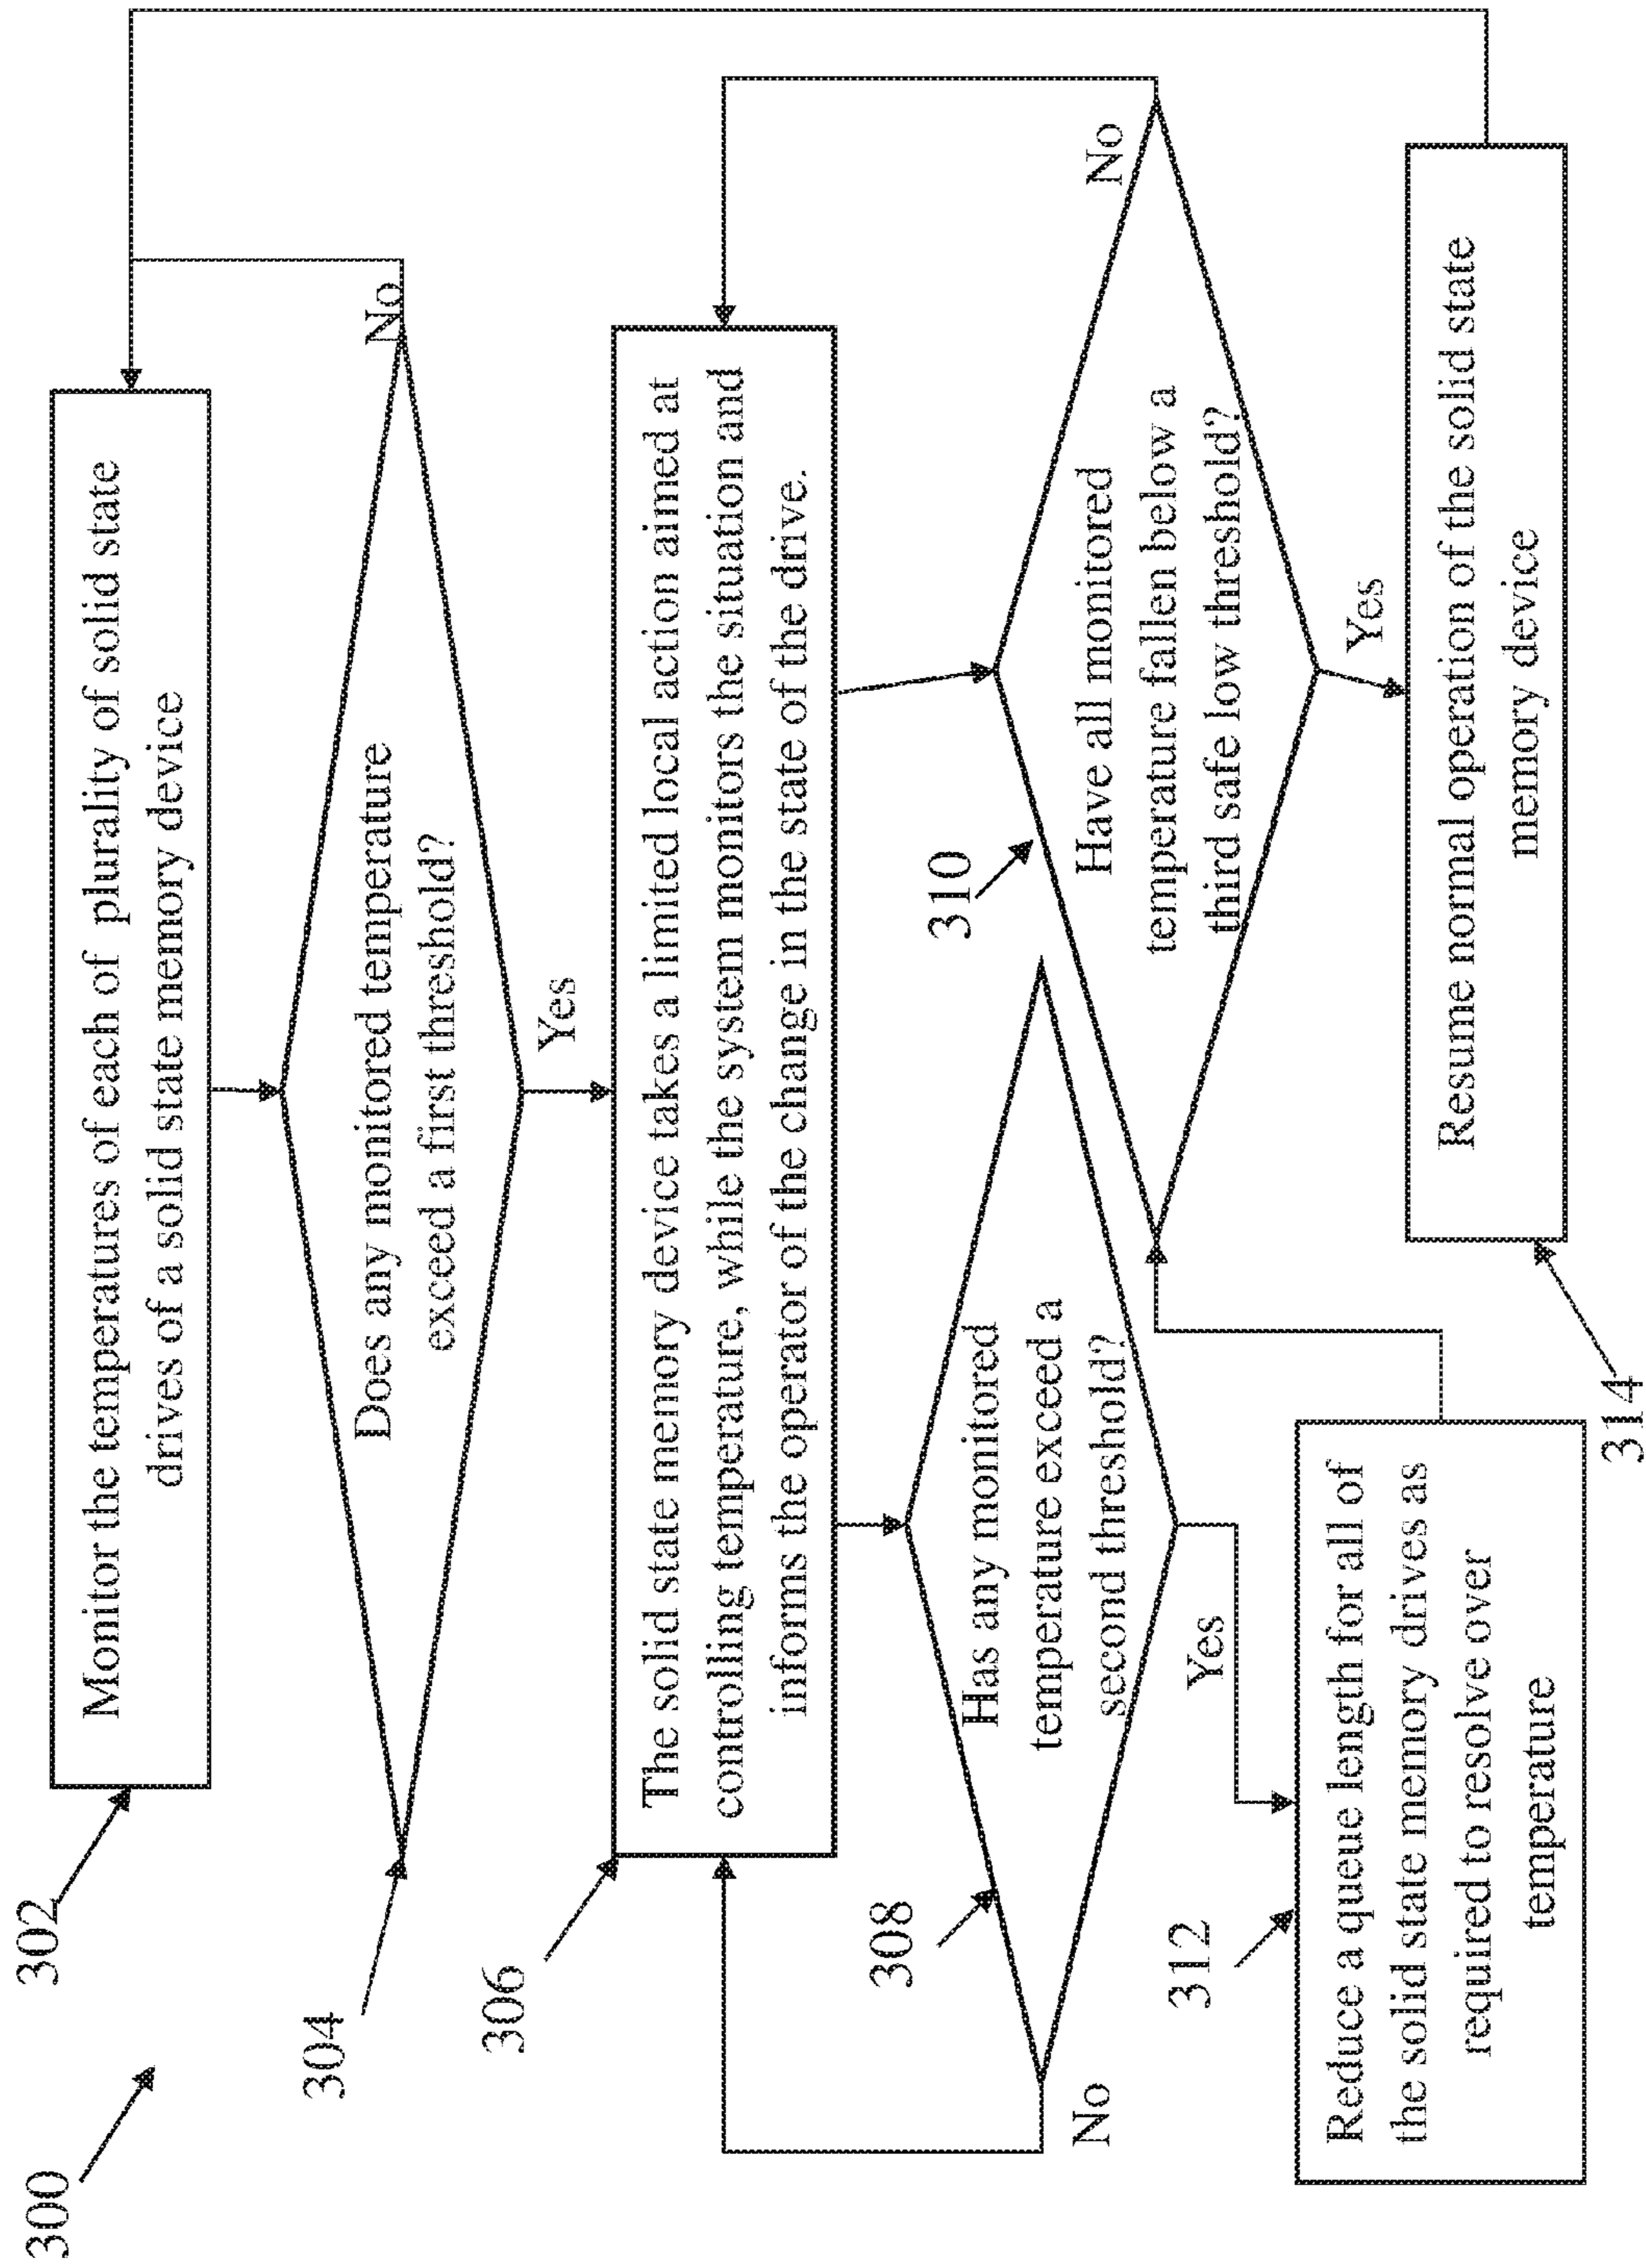 300
302
Monitor the temperatures of each of plurality of solid state
drives of a solid state memory device
304
Does any monitored temperature
exceed a first threshold?
No
Yes
306
The solid state memory device takes a limited local action aimed at
controlling temperature, while the system monitors the situation and
informs the operator of the change in the state of the drive.
308
Has any monitored
temperature exceed a
second threshold?
No
Yes
310
Have all monitored
temperature fallen below a
third safe low threshold?
No
Yes
312
Reduce a queue length for all of
the solid state memory drives as
required to resolve over
temperature
314
Resume normal operation of the solid state
memory device